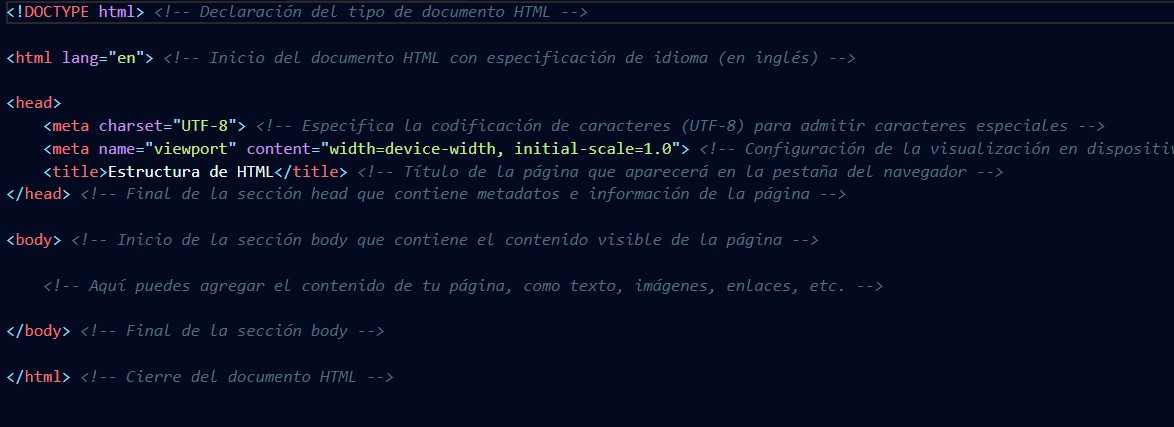 <!DOCTYPE html> <!-- Declaración del tipo de documento HTML -->
<html lang="en"> <!-- Inicio del documento HTML con especificación de idioma (en inglés) -->
<head>
<meta charset="UTF-8"> <!-- Especifica la codificación de caracteres (UTF-8) para admitir caracteres especiales -->
<meta name="viewport" content="width=device-width, initial-scale=1.0"> <!-- Configuración de la visualización en
<title>Estructura de HTML</title> <!-- Título de la página que aparecerá en la pestaña del navegador -->
</head> <!-- Final de la sección head que contiene metadatos e información de la página -->
<body> <!-- Inicio de la sección body que contiene el contenido visible de la página -->
<!-- Aquí puedes agregar el contenido de tu página, como texto, imágenes, enlaces, etc. -->
</body> <!-- Final de la sección body -->
</html> <!-- Cierre del documento HTML -->